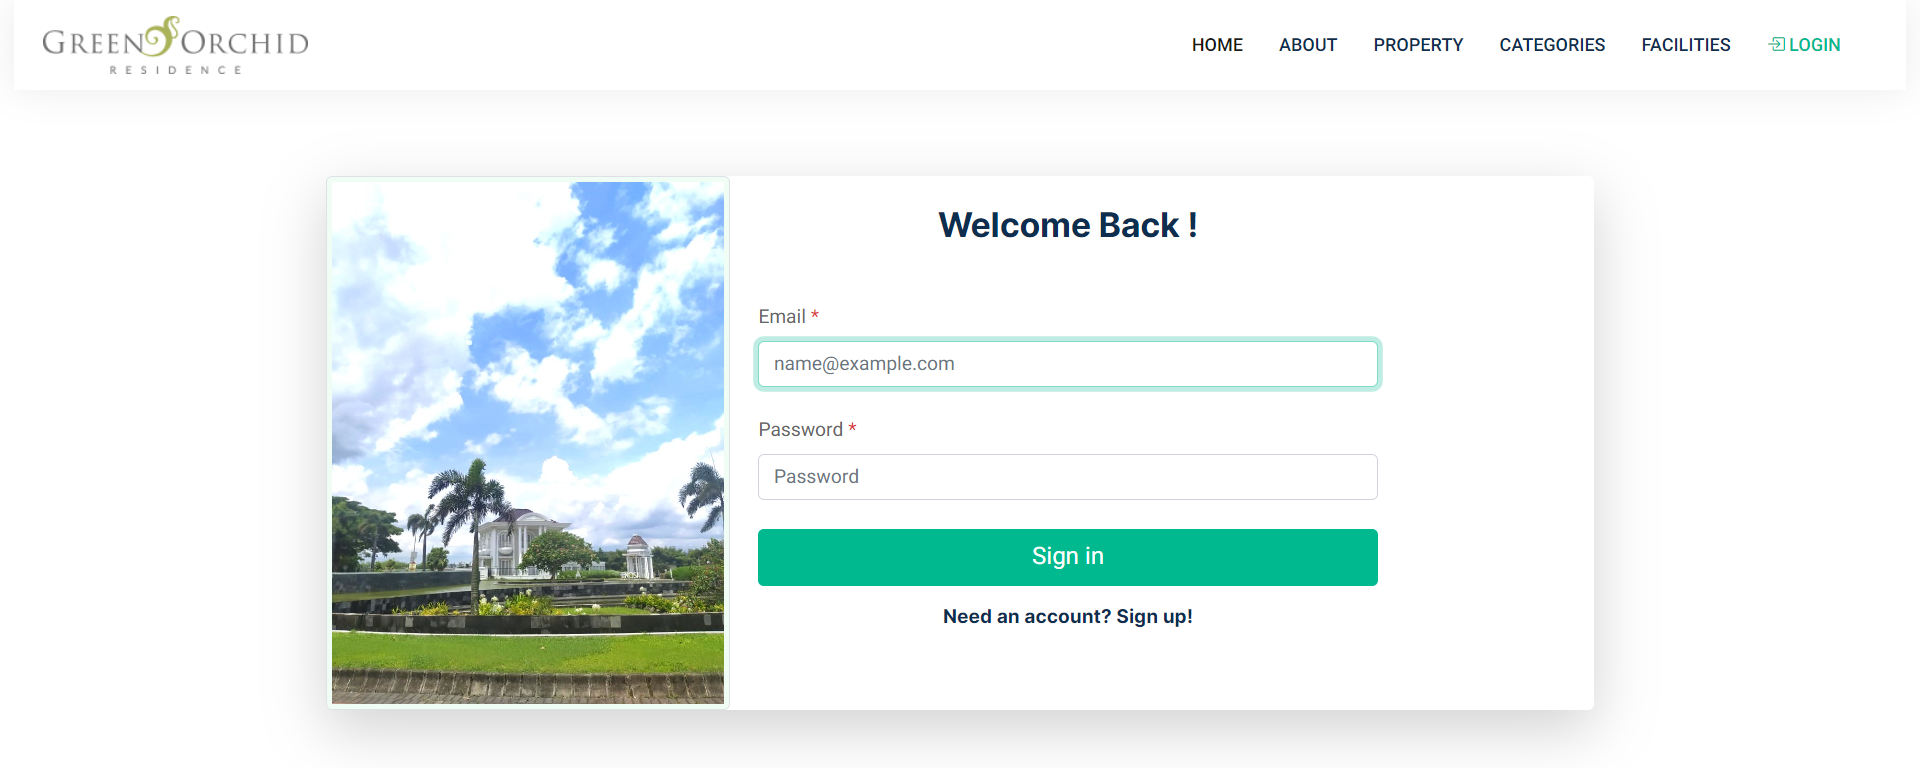 GREEN ORCHID
RESIDENCE
HOME ABOUT PROPERTY CATEGORIES FACILITIES LOGIN
Welcome Back !
Email *
name@example.com
Password *
Password
Sign in
Need an account? Sign up!